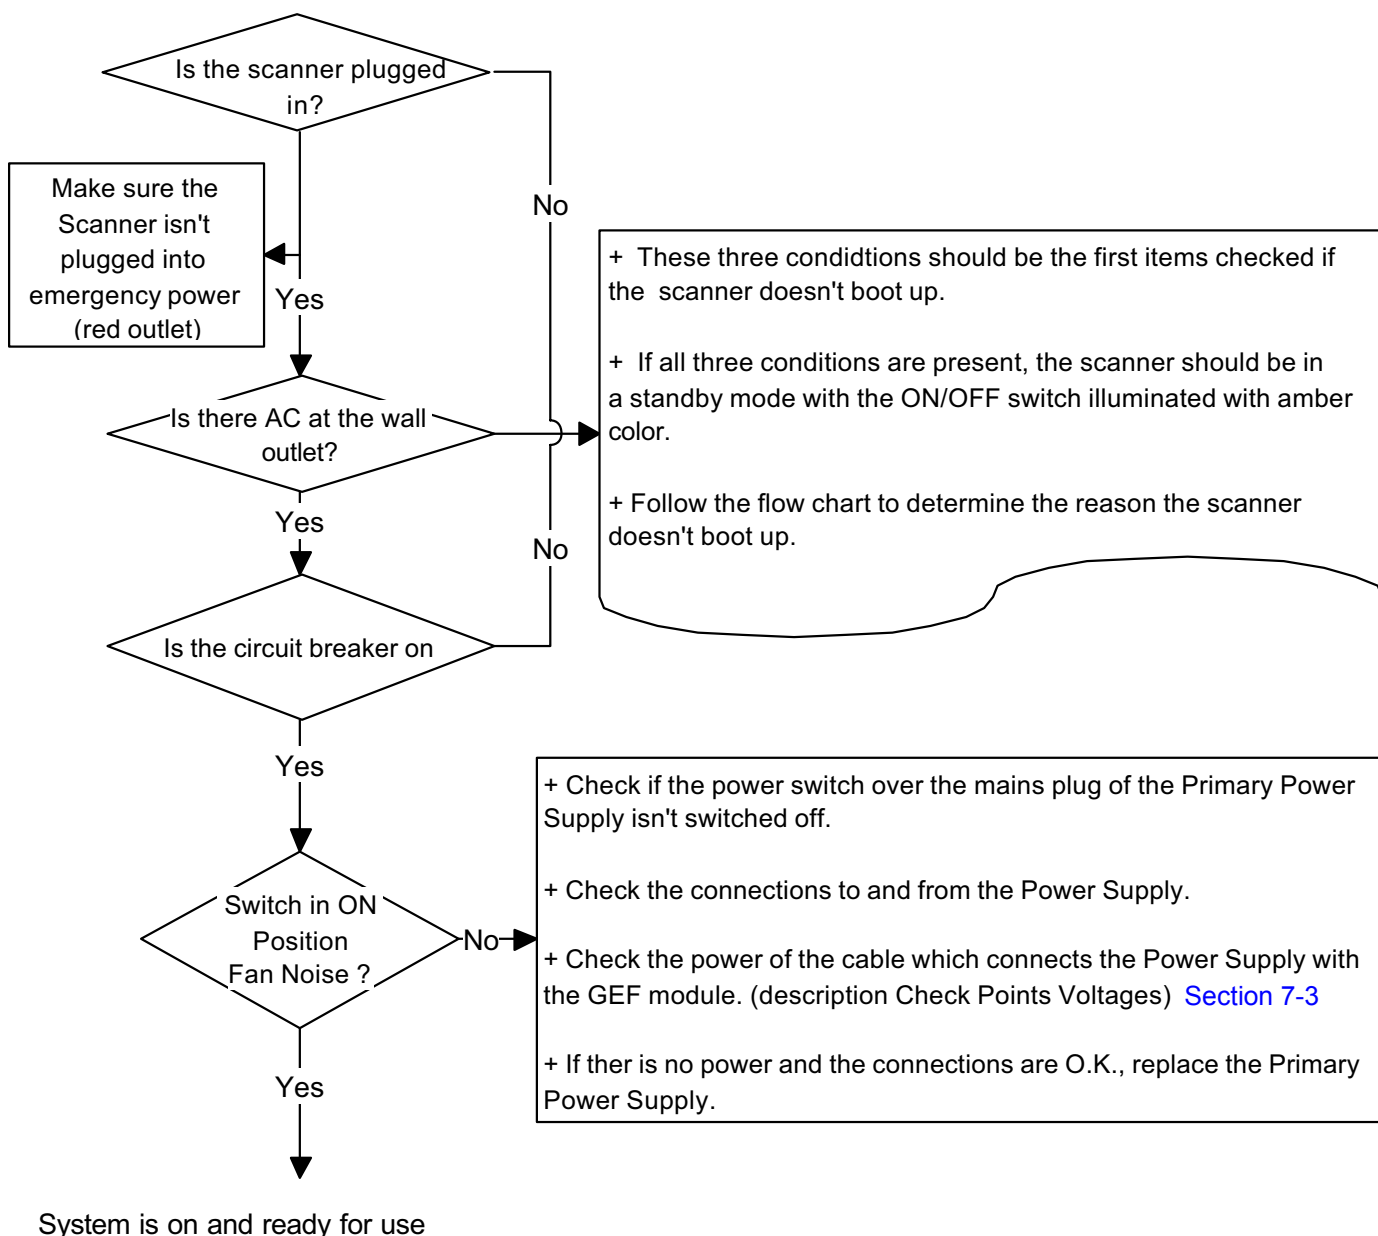 Is the scanner plugged
in?
No
Make sure the
Scanner isn't
plugged into
emergency power
(red outlet)
Yes
+ These three condidtions should be the first items checked if
the scanner doesn't boot up.
+ If all three conditions are present, the scanner should be in
a standby mode with the ON/OFF switch illuminated with amber
color.
+ Follow the flow chart to determine the reason the scanner
doesn't boot up.
Is there AC at the wall
outlet?
Yes
No
Is the circuit breaker on
Yes
+ Check if the power switch over the mains plug of the Primary Power
Supply isn't switched off.
+ Check the connections to and from the Power Supply.
+ Check the power of the cable which connects the Power Supply with
the GEF module. (description Check Points Voltages) Section 7-3
+ If ther is no power and the connections are O.K., replace the Primary
Power Supply.
Switch in ON
Position
Fan Noise ?
No
Yes
System is on and ready for use